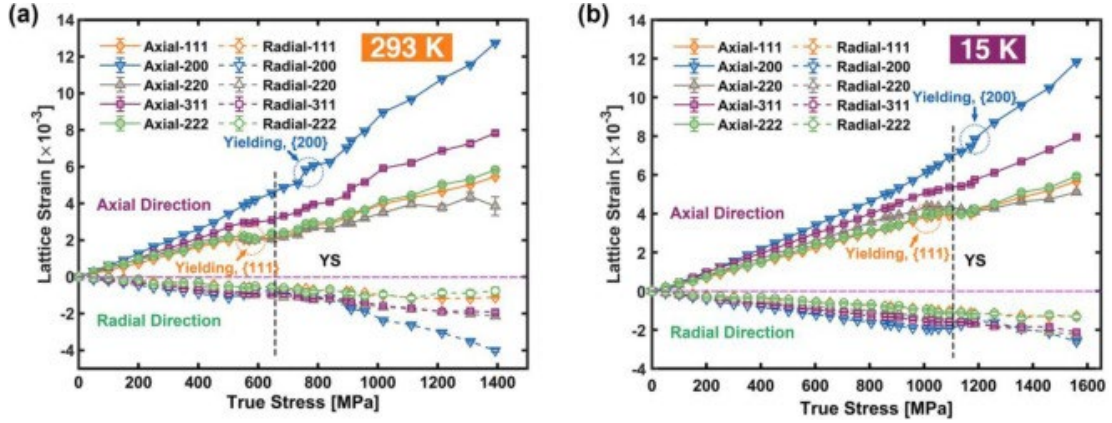 (a)
14
12
10
8
6
4
2
0
-2
-4
Lattice Strain [×10⁻³]
Axial-111 Radial-111
Axial-200 Radial-200
Axial-220 Radial-220
Axial-311 Radial-311
Axial-222 Radial-222
293 K
Yielding, {200}
Axial Direction
Yielding, {111}
YS
Radial Direction
0 200 400 600 800 1000 1200 1400
True Stress [MPa]
(b)
14
12
10
8
6
4
2
0
-2
-4
Lattice Strain [×10⁻³]
Axial-111 Radial-111
Axial-200 Radial-200
Axial-220 Radial-220
Axial-311 Radial-311
Axial-222 Radial-222
15 K
Yielding, {200}
Axial Direction
Yielding, {111}
YS
Radial Direction
0 200 400 600 800 1000 1200 1400 1600
True Stress [MPa]